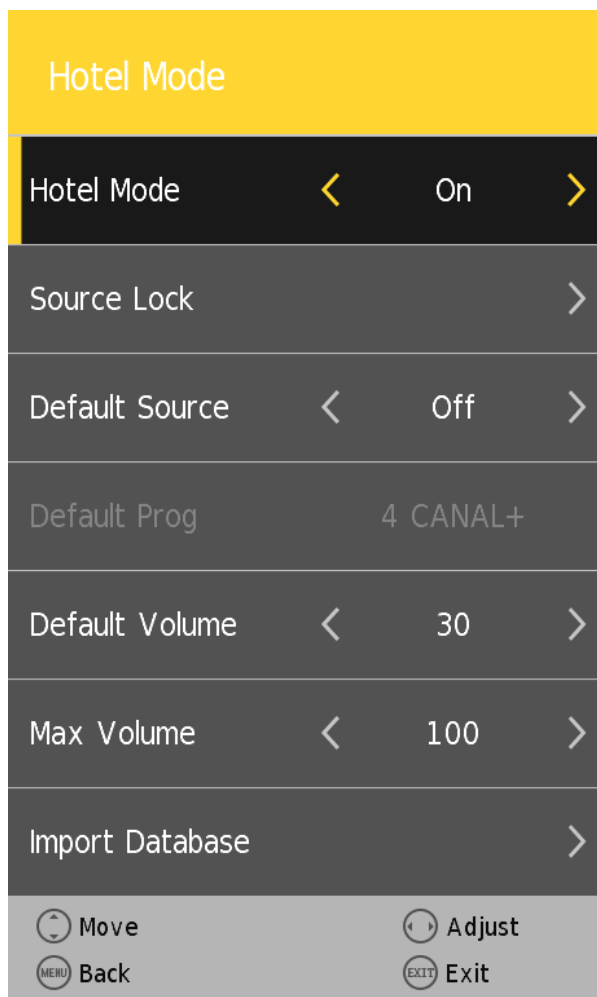 Hotel Mode
Hotel Mode On
Source Lock
Default Source Off
Default Prog 4 CANAL+
Default Volume 30
Max Volume 100
Import Database
Move Adjust
MENU Back EXIT Exit